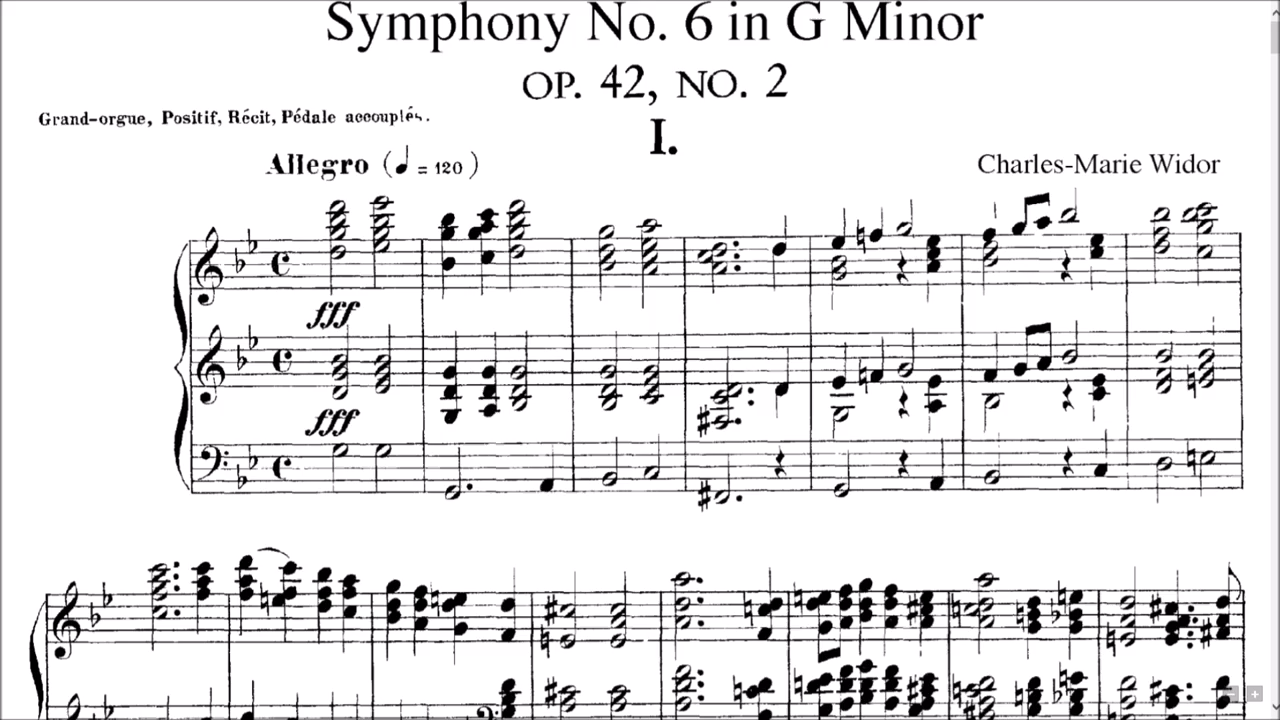 Symphony No. 6 in G Minor
OP. 42, NO. 2
Grand-orgue, Positif, Récit, Pédale accouplés.
I.
Allegro (♩ = 120)
Charles-Marie Widor
fff
fff